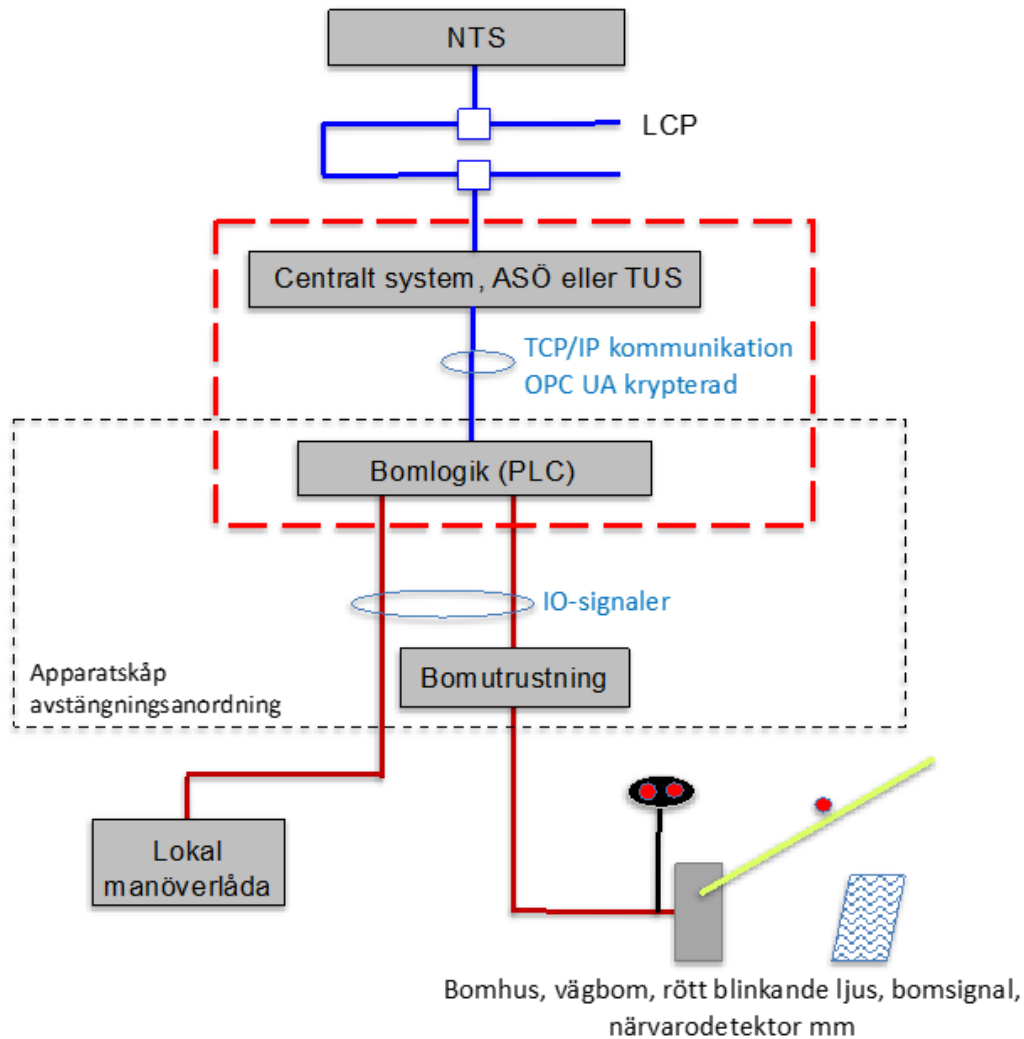 NTS
LCP
Centralt system, ASÖ eller TUS
TCP/IP kommunikation
OPC UA krypterad
Bomlogik (PLC)
IO-signaler
Apparatskåp
avstängningsanordning
Bomutrustning
Lokal
manöverlåda
Bomhus, vägbom, rött blinkande ljus, bomsignal,
närvarodetektor mm